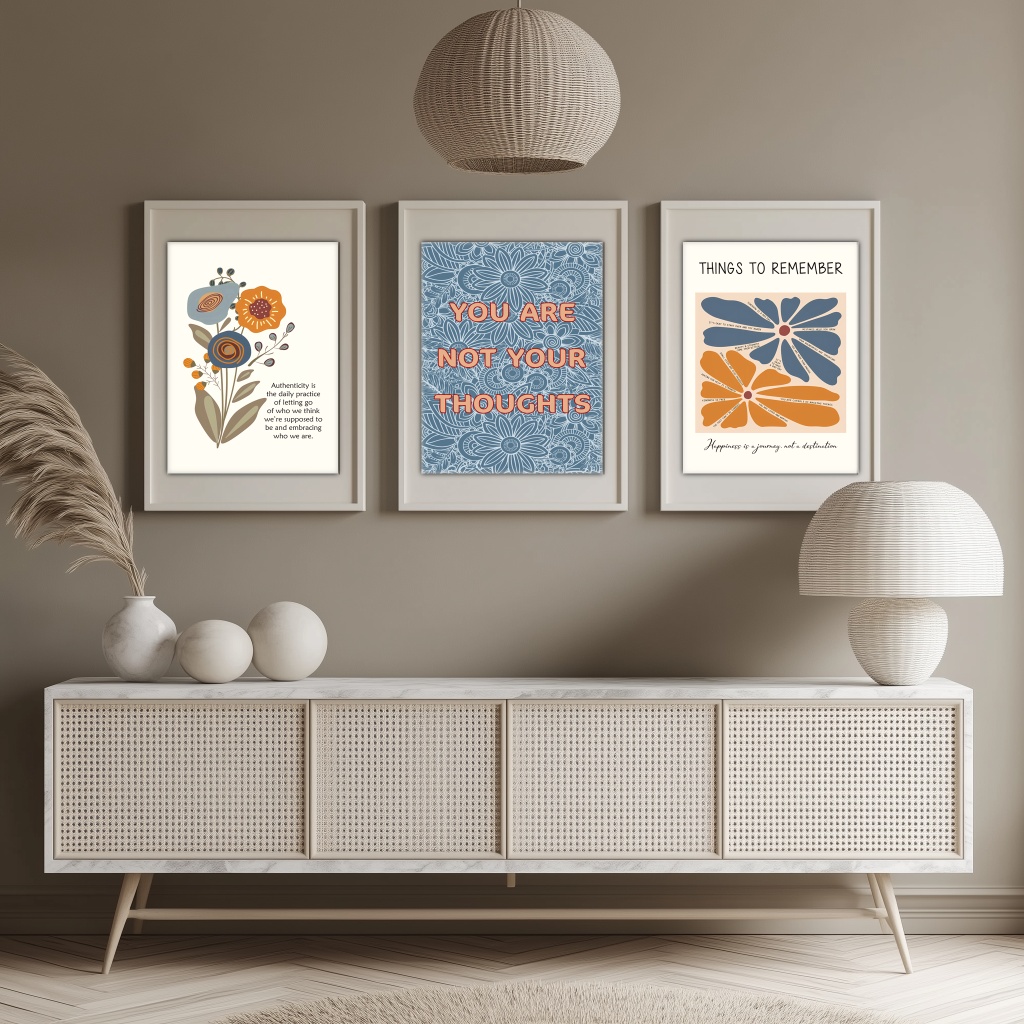 Authenticity is
the daily practice
of letting go
of who we think
we're supposed to
be and embracing
who we are.
YOU ARE
NOT YOUR
THOUGHTS
THINGS TO REMEMBER
Happiness is a journey, not a destination